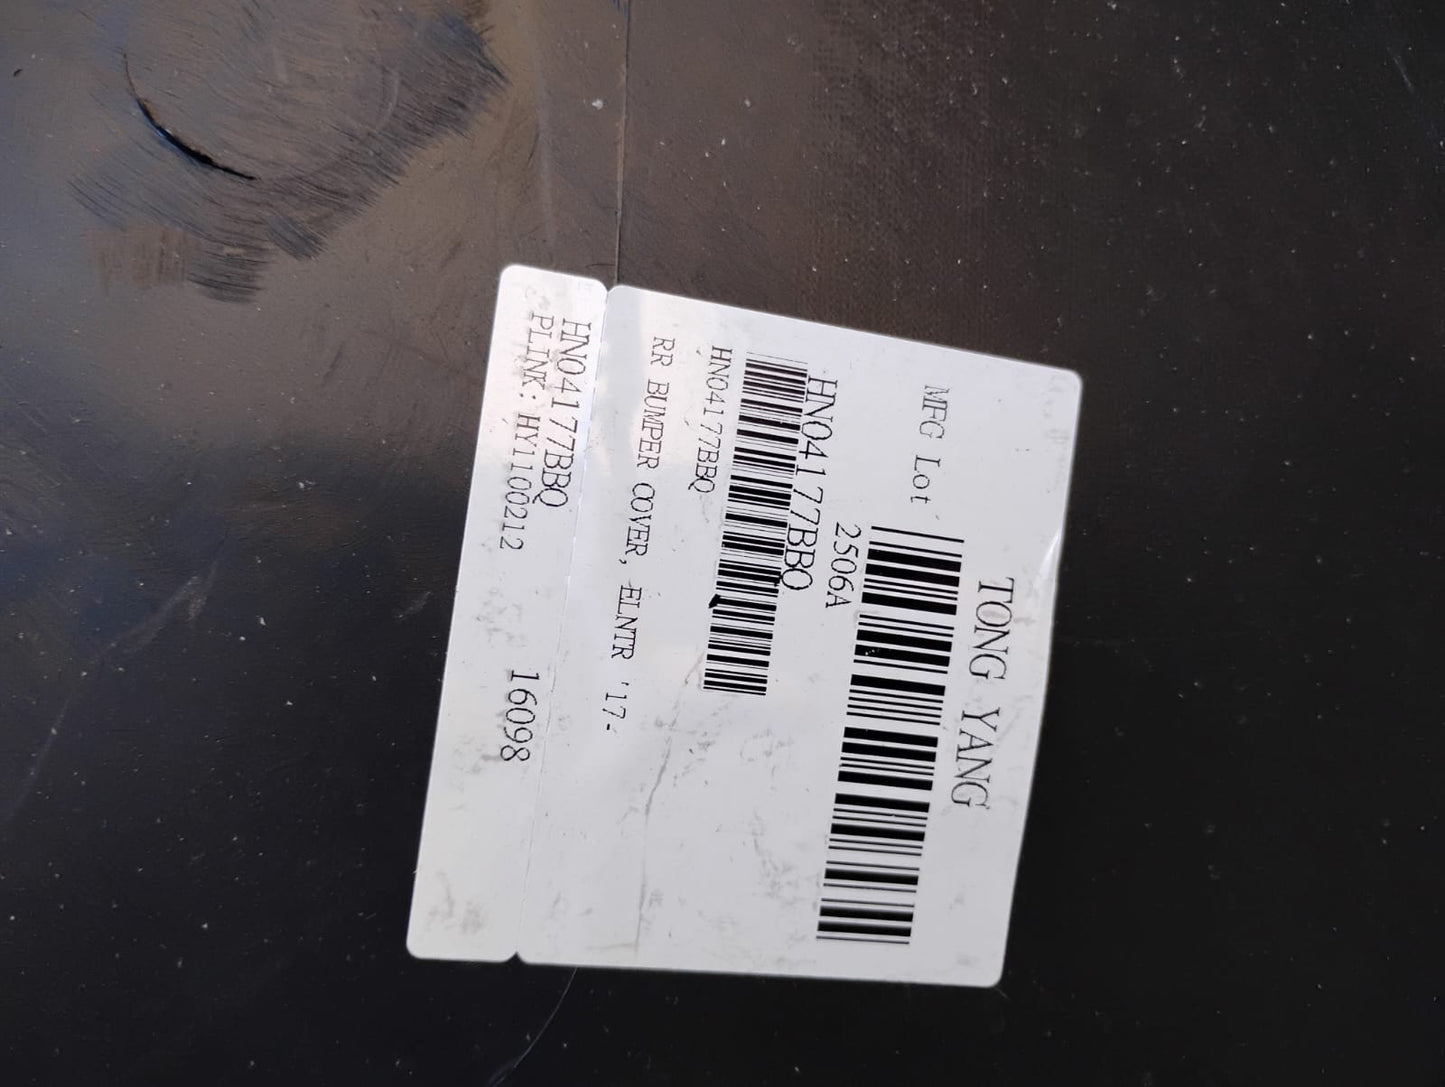 TONG YANG
MFG Lot
2506A
HN04177BBQ
HN04177BBQ
RR BUMPER COVER, ELNTR '17-
HN04177BBQ
PLINK: HY1100212 16098